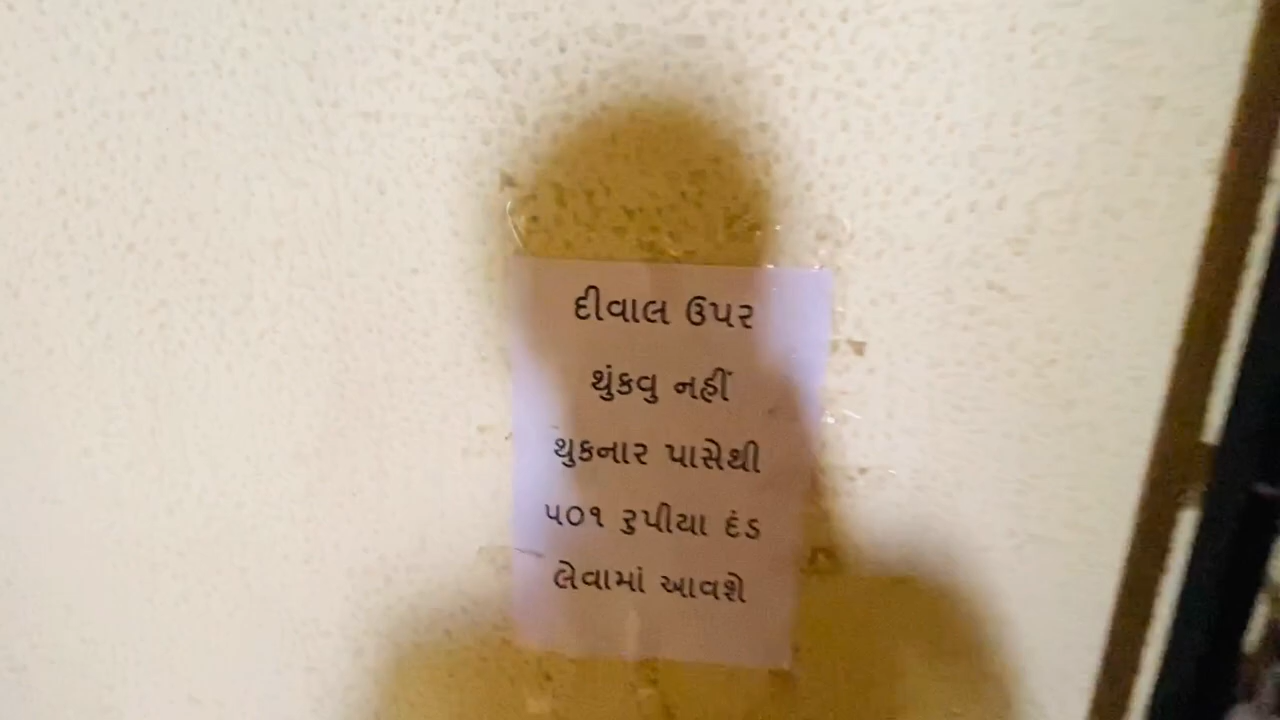 દીવાલ ઉપર
થુંકવુ નહીં
થુકનાર પાસેથી
૫૦૧ રુપીયા દંડ
લેવામાં આવશે